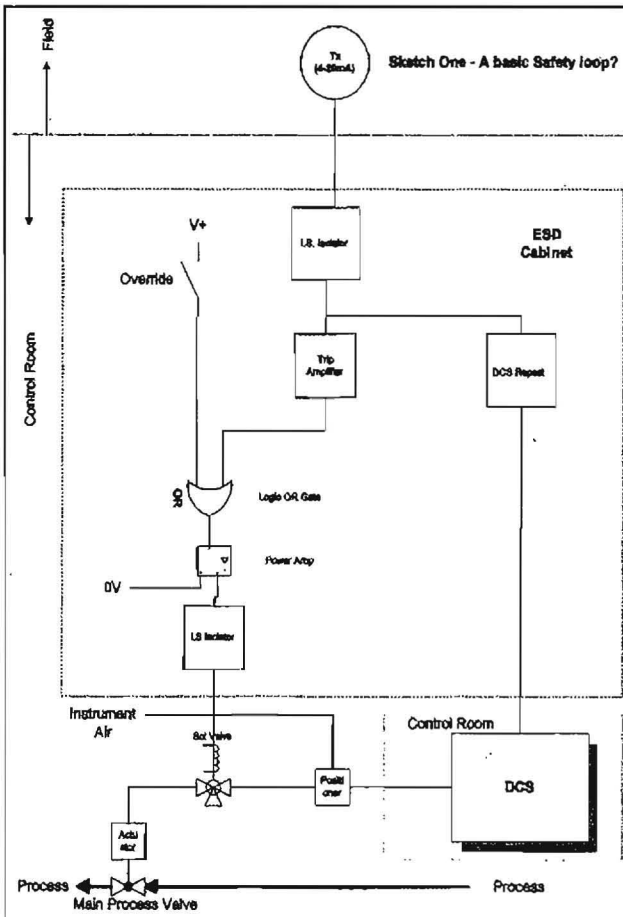 Field
Tx
(4-20mA)
Sketch One - A basic Safety loop?
Control Room
V+
Override
I.S. Isolator
ESD
Cabinet
Trip
Amplifier
DCS Repeat
OR
Logic OR Gate
Power Amp
0V
I.S Isolator
Instrument
Air
Sol Valve
Control Room
Positi
oner
DCS
Actu
ator
Process
Process
Main Process Valve